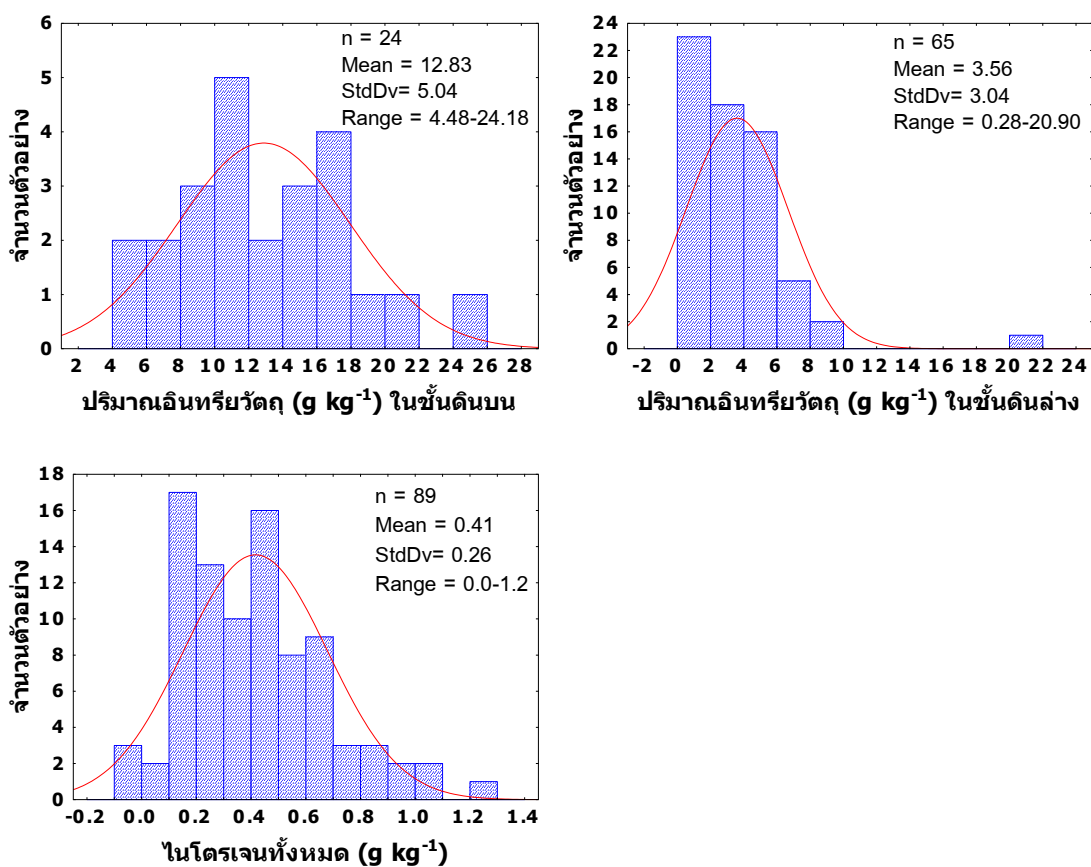 n = 24
Mean = 12.83
StdDv= 5.04
Range = 4.48-24.18
จำนวนตัวอย่าง
6
5
4
3
2
1
0
2 4 6 8 10 12 14 16 18 20 22 24 26 28
ปริมาณอินทรียวัตถุ (g kg-1) ในชั้นดินบน
n = 65
Mean = 3.56
StdDv= 3.04
Range = 0.28-20.90
จำนวนตัวอย่าง
24
22
20
18
16
14
12
10
8
6
4
2
0
-2 0 2 4 6 8 10 12 14 16 18 20 22 24
ปริมาณอินทรียวัตถุ (g kg-1) ในชั้นดินล่าง
n = 89
Mean = 0.41
StdDv= 0.26
Range = 0.0-1.2
จำนวนตัวอย่าง
18
16
14
12
10
8
6
4
2
0
-0.2 0.0 0.2 0.4 0.6 0.8 1.0 1.2 1.4
ไนโตรเจนทั้งหมด (g kg-1)